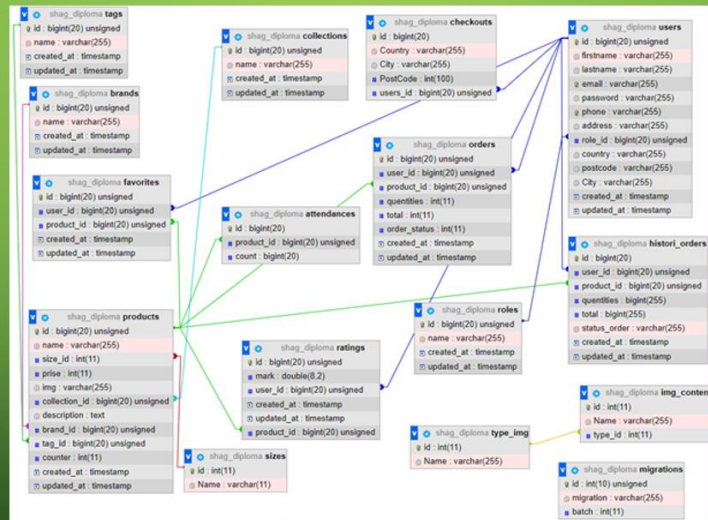 shag_diploma tags
id : bigint(20) unsigned
name : varchar(255)
created_at : timestamp
updated_at : timestamp
shag_diploma brands
id : bigint(20) unsigned
name : varchar(255)
created_at : timestamp
updated_at : timestamp
shag_diploma favorites
id : bigint(20) unsigned
user_id : bigint(20) unsigned
product_id : bigint(20) unsigned
created_at : timestamp
updated_at : timestamp
shag_diploma products
id : bigint(20) unsigned
name : varchar(255)
size_id : int(11)
prise : int(11)
img : varchar(255)
collection_id : bigint(20) unsigned
description : text
brand_id : bigint(20) unsigned
tag_id : bigint(20) unsigned
counter : int(11)
created_at : timestamp
updated_at : timestamp
shag_diploma collections
id : bigint(20) unsigned
name : varchar(255)
created_at : timestamp
updated_at : timestamp
shag_diploma attendances
id : bigint(20)
product_id : bigint(20) unsigned
count : bigint(20)
shag_diploma ratings
id : bigint(20) unsigned
mark : double(8,2)
user_id : bigint(20) unsigned
created_at : timestamp
updated_at : timestamp
product_id : bigint(20) unsigned
shag_diploma sizes
id : int(11)
Name : varchar(11)
shag_diploma checkouts
id : bigint(20)
Country : varchar(255)
City : varchar(255)
PostCode : int(100)
users_id : bigint(20) unsigned
shag_diploma orders
id : bigint(20) unsigned
user_id : bigint(20) unsigned
product_id : bigint(20) unsigned
quentities : int(11)
total : int(11)
order_status : int(11)
created_at : timestamp
updated_at : timestamp
shag_diploma roles
id : bigint(20) unsigned
name : varchar(255)
created_at : timestamp
updated_at : timestamp
shag_diploma type_img
id : int(11)
Name : varchar(255)
shag_diploma users
id : bigint(20) unsigned
firstname : varchar(255)
lastname : varchar(255)
email : varchar(255)
password : varchar(255)
phone : varchar(255)
address : varchar(255)
role_id : bigint(20) unsigned
country : varchar(255)
postcode : varchar(255)
City : varchar(255)
created_at : timestamp
updated_at : timestamp
shag_diploma histori_orders
id : bigint(20)
user_id : bigint(20) unsigned
product_id : bigint(20) unsigned
quentities : bigint(255)
total : bigint(255)
status_order : varchar(255)
created_at : timestamp
updated_at : timestamp
shag_diploma img_conten
id : int(11)
Name : varchar(255)
type_id : int(11)
shag_diploma migrations
id : int(10) unsigned
migration : varchar(255)
batch : int(11)